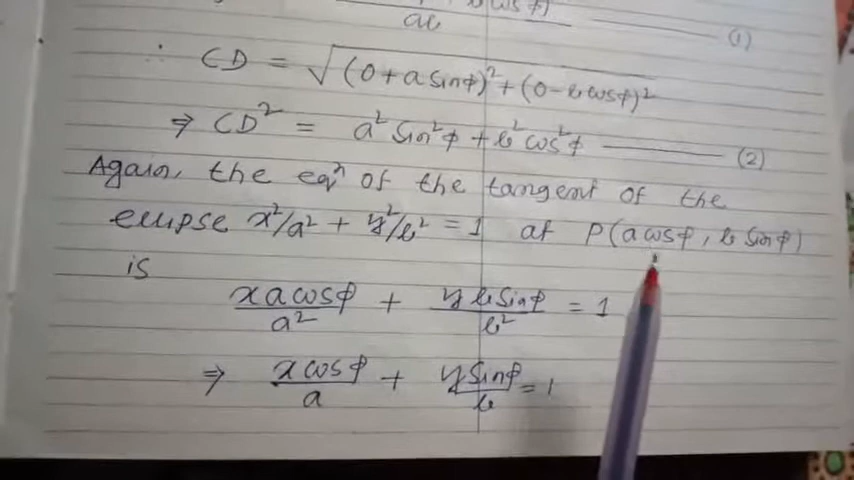 ab (1)
∴ CD = √(0+a sinφ)² + (0-b cosφ)²
⇒ CD² = a² sin²φ + b² cos²φ (2)
Again, the eqⁿ of the tangent of the
ellipse x²/a² + y²/b² = 1 at P(a cosφ, b sinφ)
is
x a cosφ / a² + y b sinφ / b² = 1
⇒ x cosφ / a + y sinφ / b = 1